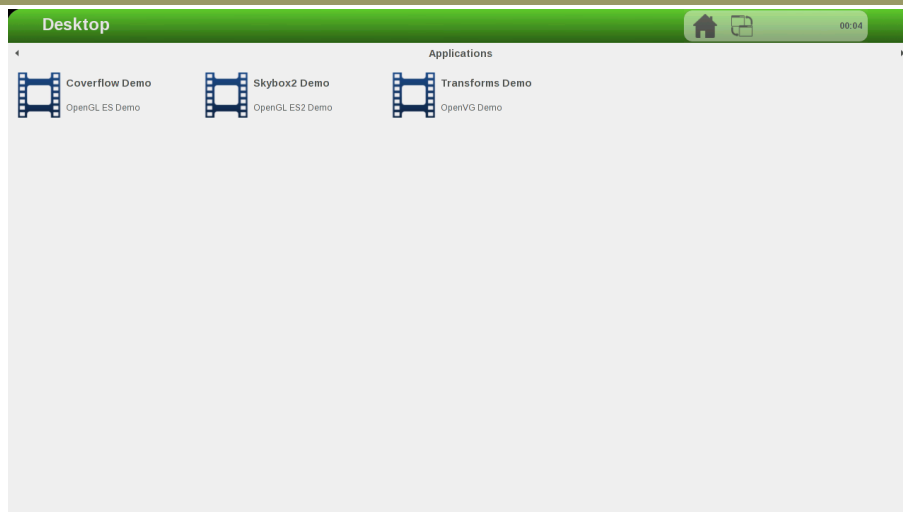 Desktop
00:04
Applications
Coverflow Demo
OpenGL ES Demo
Skybox2 Demo
OpenGL ES2 Demo
Transforms Demo
OpenVG Demo